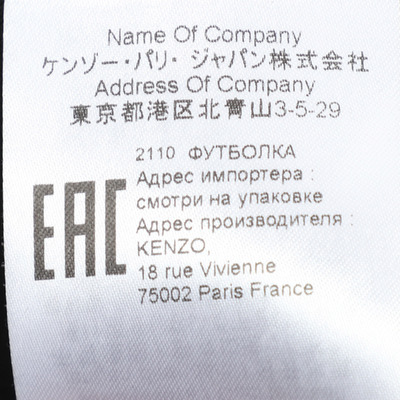 Name Of Company
ケンゾー・パリ・ジャパン株式会社
Address Of Company
東京都港区北青山3-5-29
2110 ФУТБОЛКА
EAC
Адрес импортера :
смотри на упаковке
Адрес производителя :
KENZO,
18 rue Vivienne
75002 Paris France